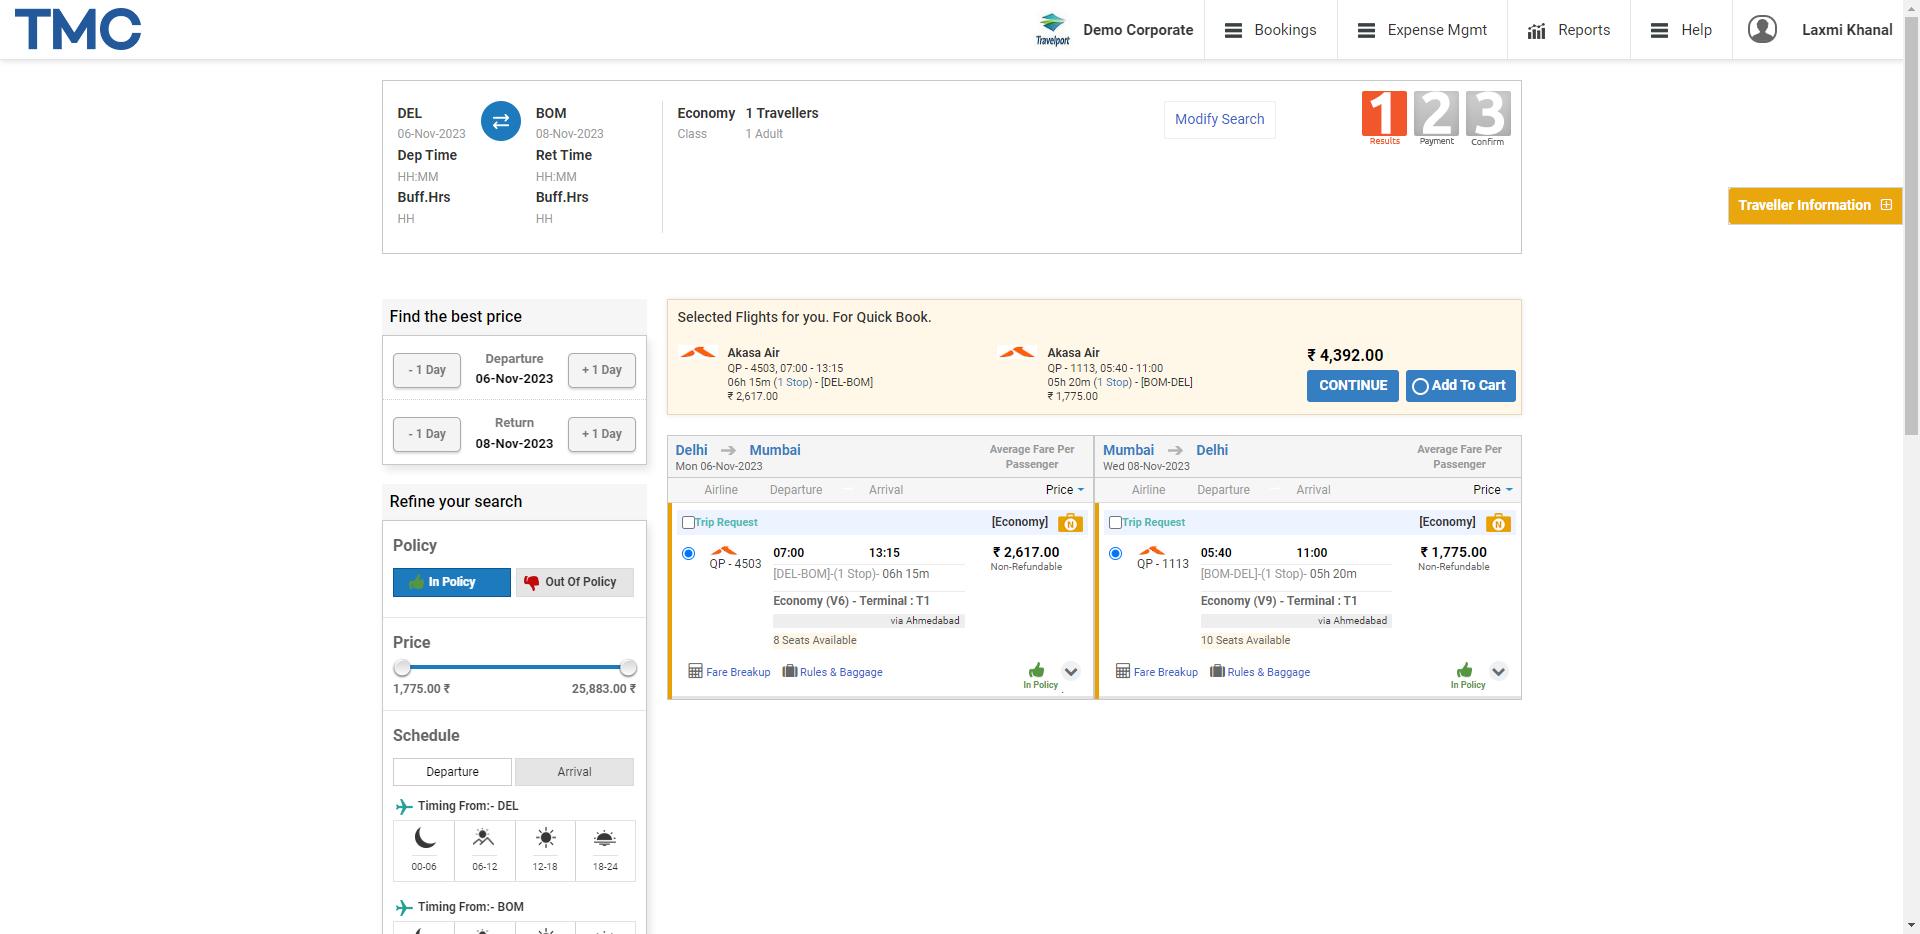 TMC
Travelport
Demo Corporate
Bookings
Expense Mgmt
Reports
Help
Laxmi Khanal
DEL
06-Nov-2023
Dep Time
HH:MM
Buff.Hrs
HH
BOM
08-Nov-2023
Ret Time
HH:MM
Buff.Hrs
HH
Economy
Class
1 Travellers
1 Adult
Modify Search
1
Results
2
Payment
3
Confirm
Traveller Information
Find the best price
- 1 Day
Departure
06-Nov-2023
+ 1 Day
- 1 Day
Return
08-Nov-2023
+ 1 Day
Refine your search
Policy
In Policy
Out Of Policy
Price
1,775.00 ₹
25,883.00 ₹
Schedule
Departure
Arrival
Timing From:- DEL
00-06
06-12
12-18
18-24
Timing From:- BOM
Selected Flights for you. For Quick Book.
Akasa Air
QP - 4503, 07:00 - 13:15
06h 15m (1 Stop) - [DEL-BOM]
₹ 2,617.00
Akasa Air
QP - 1113, 05:40 - 11:00
05h 20m (1 Stop) - [BOM-DEL]
₹ 1,775.00
₹ 4,392.00
CONTINUE
Add To Cart
Delhi
Mumbai
Mon 06-Nov-2023
Average Fare Per
Passenger
Airline
Departure
Arrival
Price
Trip Request
[Economy]
N
QP - 4503
07:00
13:15
[DEL-BOM]-(1 Stop)- 06h 15m
Economy (V6) - Terminal : T1
via Ahmedabad
8 Seats Available
₹ 2,617.00
Non-Refundable
Fare Breakup
Rules & Baggage
In Policy
Mumbai
Delhi
Wed 08-Nov-2023
Average Fare Per
Passenger
Airline
Departure
Arrival
Price
Trip Request
[Economy]
N
QP - 1113
05:40
11:00
[BOM-DEL]-(1 Stop)- 05h 20m
Economy (V9) - Terminal : T1
via Ahmedabad
10 Seats Available
₹ 1,775.00
Non-Refundable
Fare Breakup
Rules & Baggage
In Policy